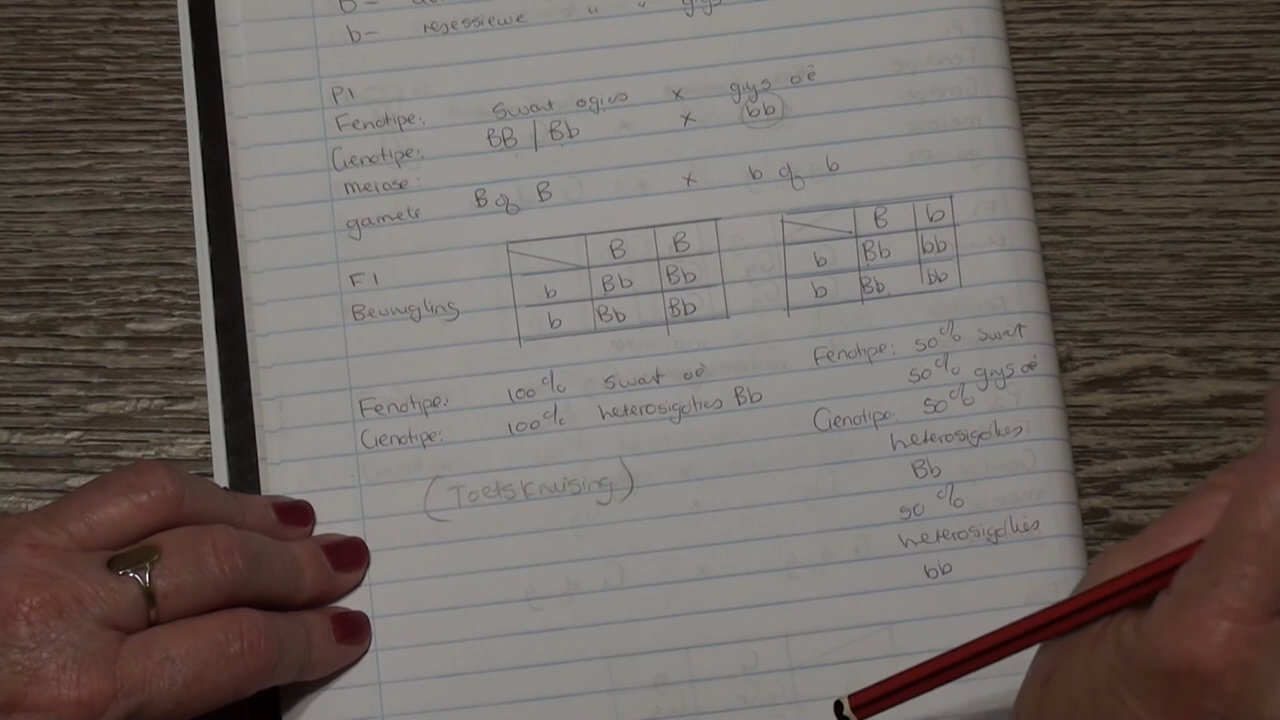 b- resessiewe " " grys
P1
Fenotipe: swart ogies x grys oë
Genotipe: BB | Bb x bb
meiose:
gamete B of B x b of b
F1
Bevrugting
B B
b Bb Bb
b Bb Bb
B b
b Bb bb
b Bb bb
Fenotipe: 100% swart oë
Genotipe: 100% heterosigoties Bb
(Toetskruising)
Fenotipe: 50% swart
50% grys oë
Genotipe: 50%
heterosigoties
Bb
50%
heterosigoties
bb